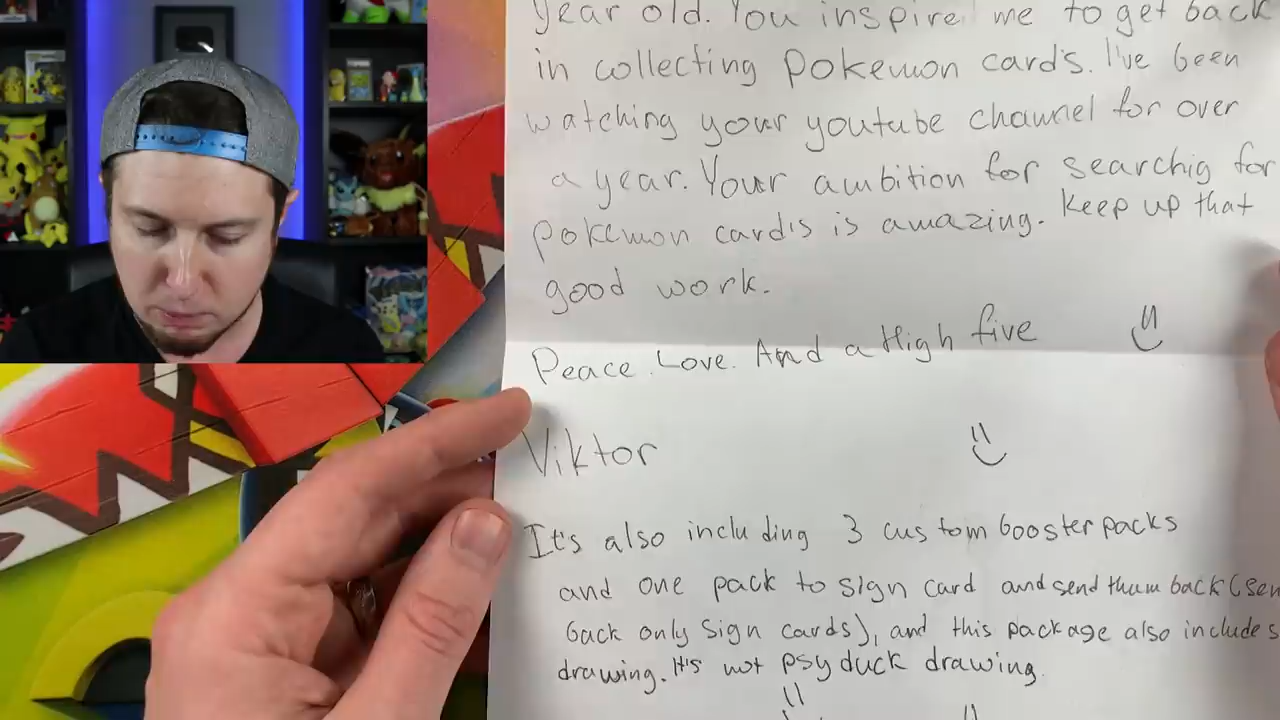 year old. You inspire me to get back
in collecting pokemon cards. I've been
watching your youtube channel for over
a year. Your ambition for searchig for
pokemon card's is amazing. Keep up that
good work.
Peace. Love. And a High five
Viktor
It's also including 3 custom booster packs
and one pack to sign card and send them back (sen
back only sign cards), and this package also includes
drawing. It's not psyduck drawing.